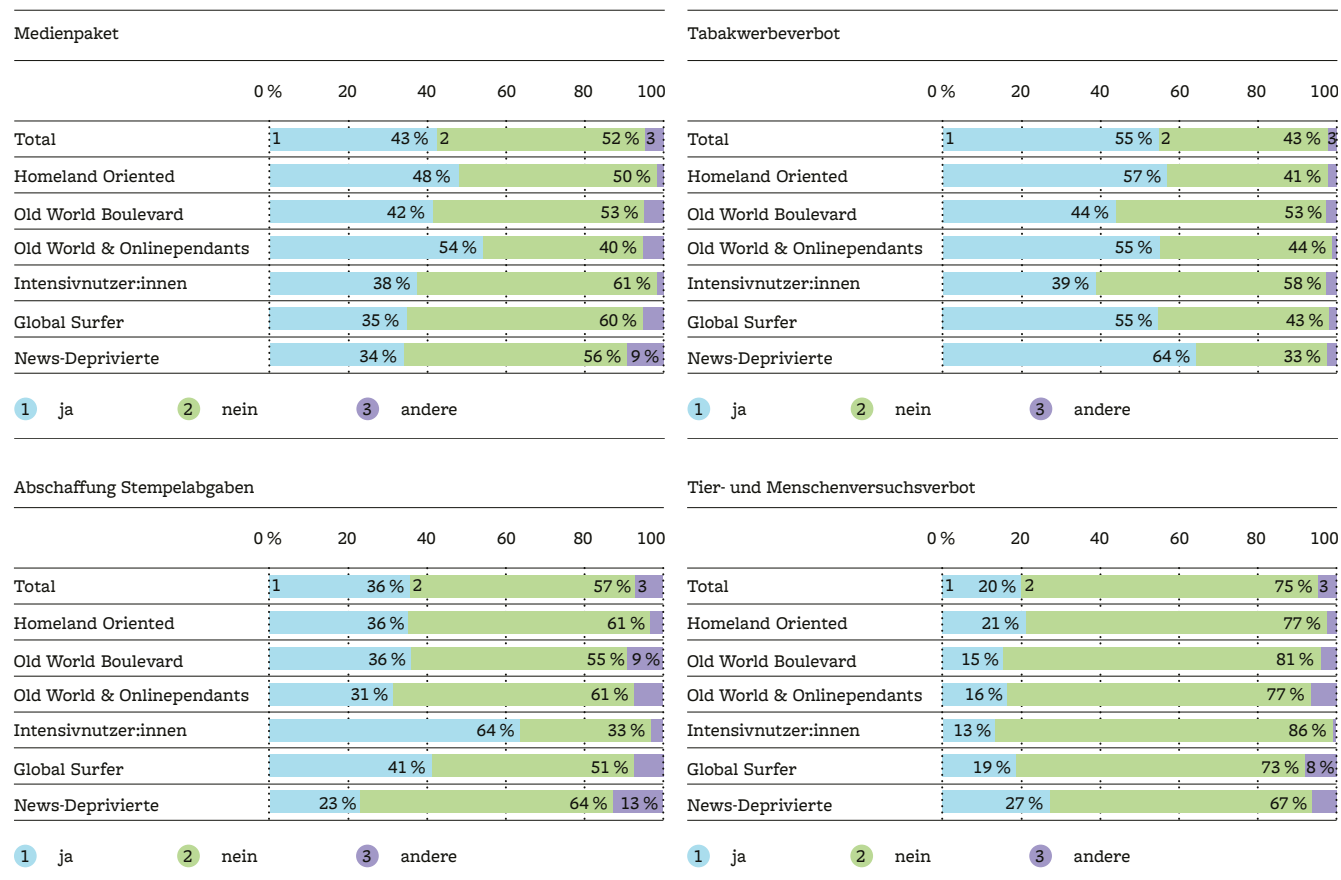 Medienpaket
0 % 20 40 60 80 100
Total 1 43 % 2 52 % 3
Homeland Oriented 48 % 50 %
Old World Boulevard 42 % 53 %
Old World & Onlinependants 54 % 40 %
Intensivnutzer:innen 38 % 61 %
Global Surfer 35 % 60 %
News-Deprivierte 34 % 56 % 9 %
1 ja 2 nein 3 andere
Tabakwerbeverbot
0 % 20 40 60 80 100
Total 1 55 % 2 43 % 3
Homeland Oriented 57 % 41 %
Old World Boulevard 44 % 53 %
Old World & Onlinependants 55 % 44 %
Intensivnutzer:innen 39 % 58 %
Global Surfer 55 % 43 %
News-Deprivierte 64 % 33 %
1 ja 2 nein 3 andere
Abschaffung Stempelabgaben
0 % 20 40 60 80 100
Total 1 36 % 2 57 % 3
Homeland Oriented 36 % 61 %
Old World Boulevard 36 % 55 % 9 %
Old World & Onlinependants 31 % 61 %
Intensivnutzer:innen 64 % 33 %
Global Surfer 41 % 51 %
News-Deprivierte 23 % 64 % 13 %
1 ja 2 nein 3 andere
Tier- und Menschenversuchsverbot
0 % 20 40 60 80 100
Total 1 20 % 2 75 % 3
Homeland Oriented 21 % 77 %
Old World Boulevard 15 % 81 %
Old World & Onlinependants 16 % 77 %
Intensivnutzer:innen 13 % 86 %
Global Surfer 19 % 73 % 8 %
News-Deprivierte 27 % 67 %
1 ja 2 nein 3 andere